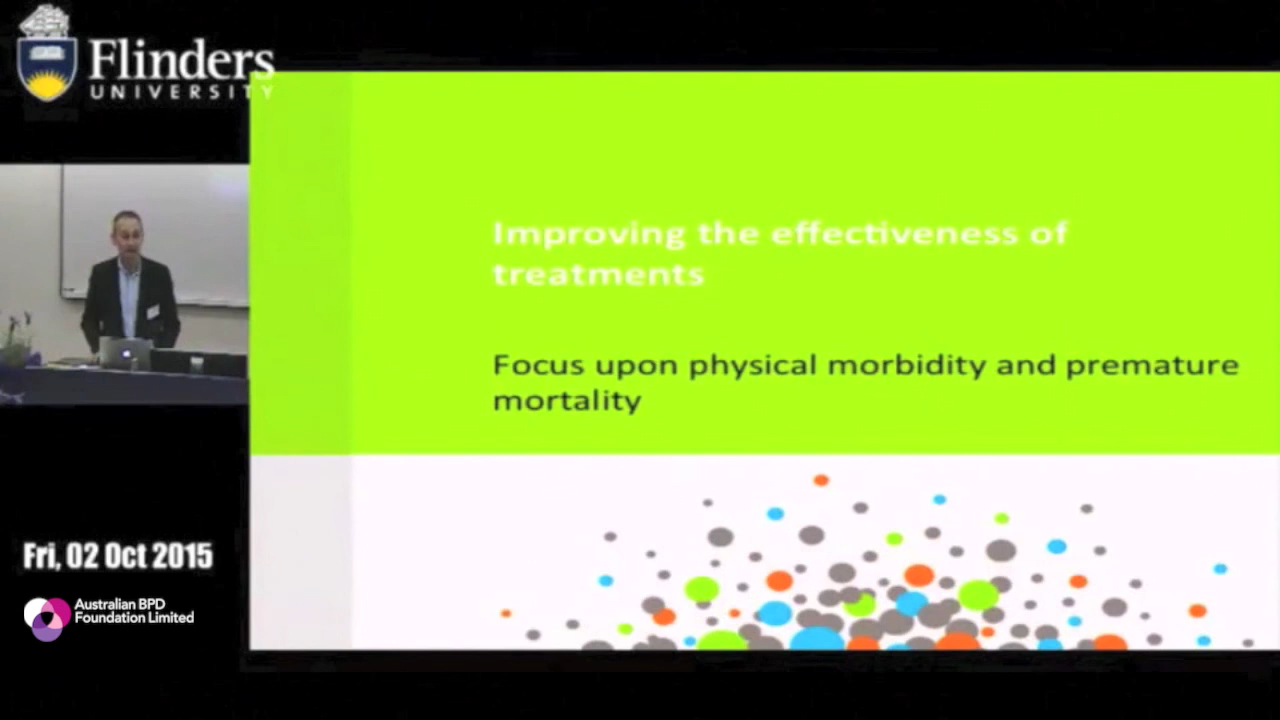 Flinders
UNIVERSITY
Improving the effectiveness of
treatments
Focus upon physical morbidity and premature
mortality
Fri, 02 Oct 2015
Australian BPD
Foundation Limited